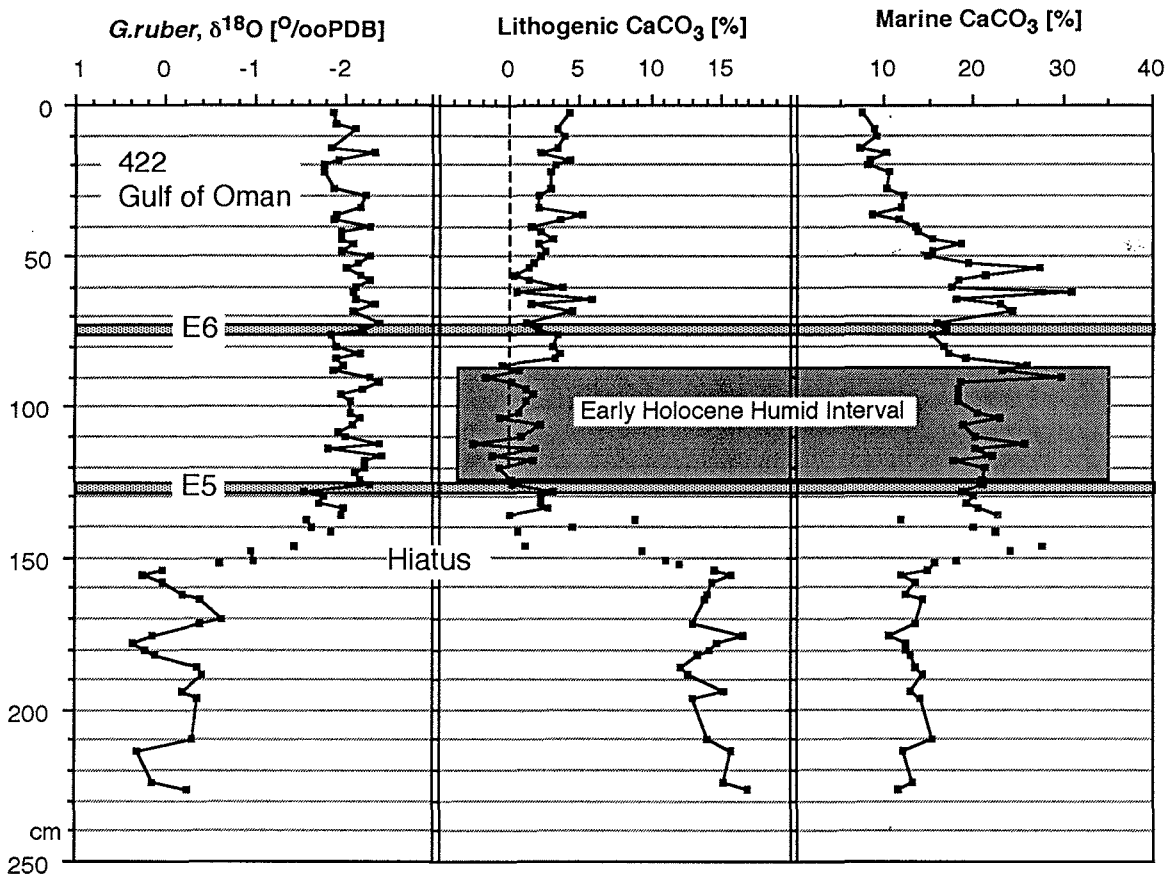 G.ruber, δ18O [O/ooPDB]
Lithogenic CaCO3 [%]
Marine CaCO3 [%]
1 0 -1 -2
0 5 10 15
10 20 30 40
0
422
Gulf of Oman
50
E6
100
Early Holocene Humid Interval
E5
150
Hiatus
200
cm
250